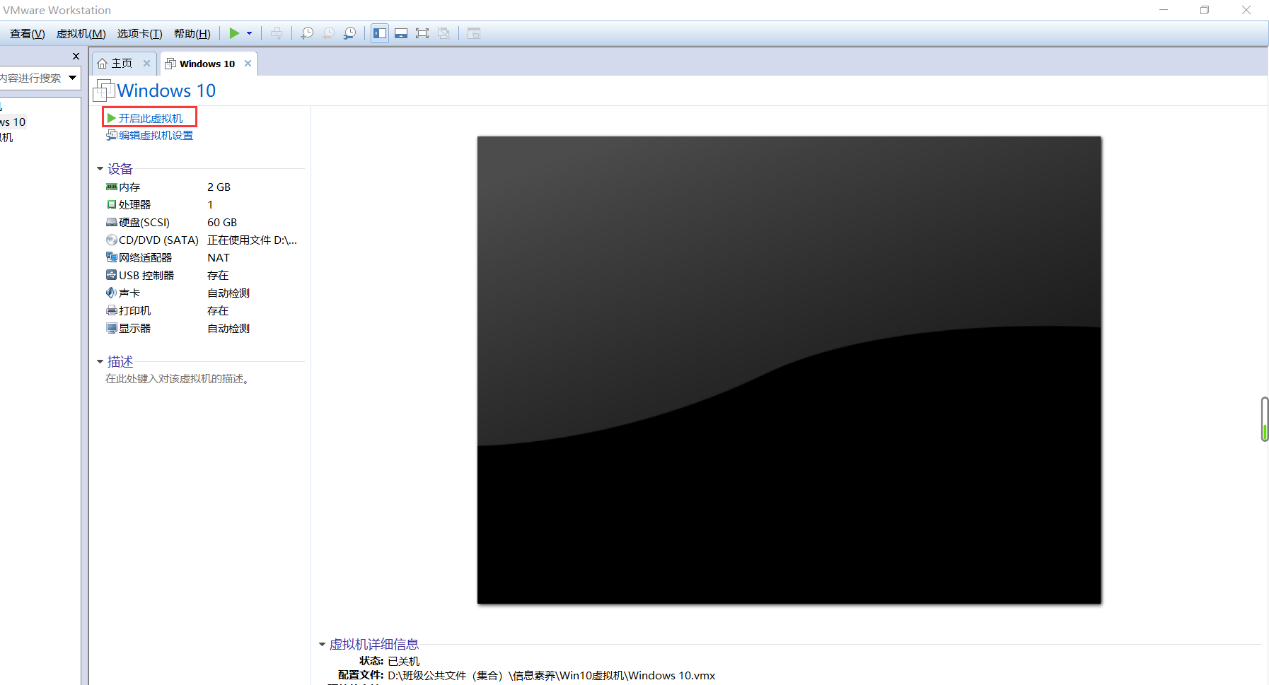 VMware Workstation
查看(V) 虚拟机(M) 选项卡(T) 帮助(H)
主页 Windows 10
内容进行搜索
Windows 10
ws 10
开启此虚拟机
编辑虚拟机设置
设备
内存 2 GB
处理器 1
硬盘(SCSI) 60 GB
CD/DVD (SATA) 正在使用文件 D:\...
网络适配器 NAT
USB 控制器 存在
声卡 自动检测
打印机 存在
显示器 自动检测
描述
在此处键入对该虚拟机的描述。
虚拟机详细信息
状态: 已关机
配置文件: D:\班级公共文件（集合）\信息素养\Win10虚拟机\Windows 10.vmx